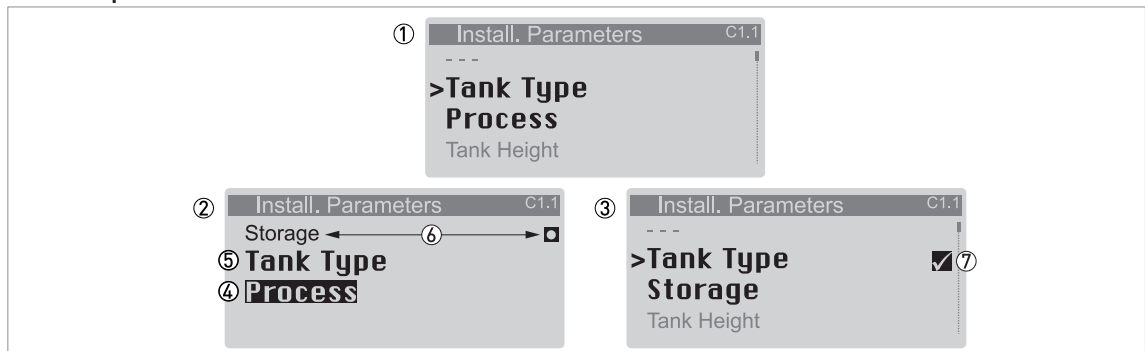 ① Install. Parameters C1.1
- - -
>Tank Type
Process
Tank Height
② Install. Parameters C1.1
Storage ⑥
⑤ Tank Type
④ Process
③ Install. Parameters C1.1
- - -
>Tank Type ⑦
Storage
Tank Height